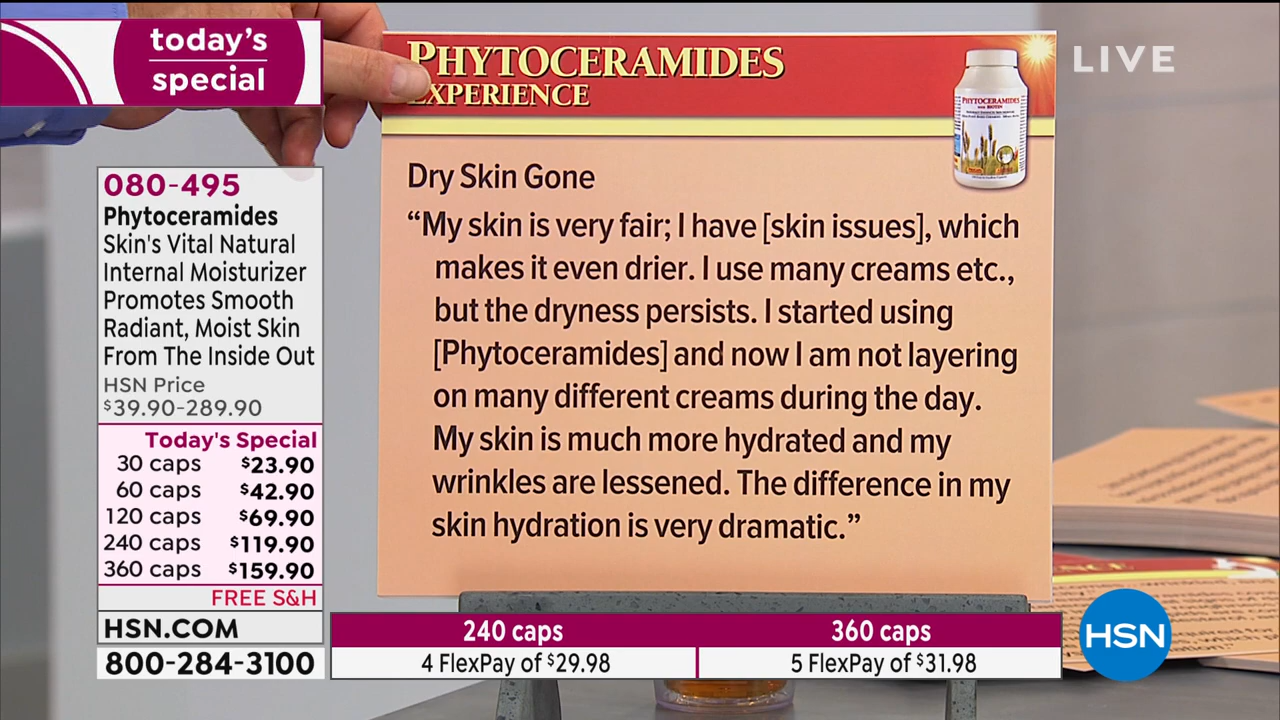 today's
special
LIVE
PHYTOCERAMIDES
EXPERIENCE
PHYTOCERAMIDES
WITH BIOTIN
Dry Skin Gone
“My skin is very fair; I have [skin issues], which
makes it even drier. I use many creams etc.,
but the dryness persists. I started using
[Phytoceramides] and now I am not layering
on many different creams during the day.
My skin is much more hydrated and my
wrinkles are lessened. The difference in my
skin hydration is very dramatic.”
080-495
Phytoceramides
Skin's Vital Natural
Internal Moisturizer
Promotes Smooth
Radiant, Moist Skin
From The Inside Out
HSN Price
$39.90-289.90
Today's Special
30 caps $23.90
60 caps $42.90
120 caps $69.90
240 caps $119.90
360 caps $159.90
FREE S&H
HSN.COM
800-284-3100
240 caps 360 caps
4 FlexPay of $29.98 5 FlexPay of $31.98
HSN